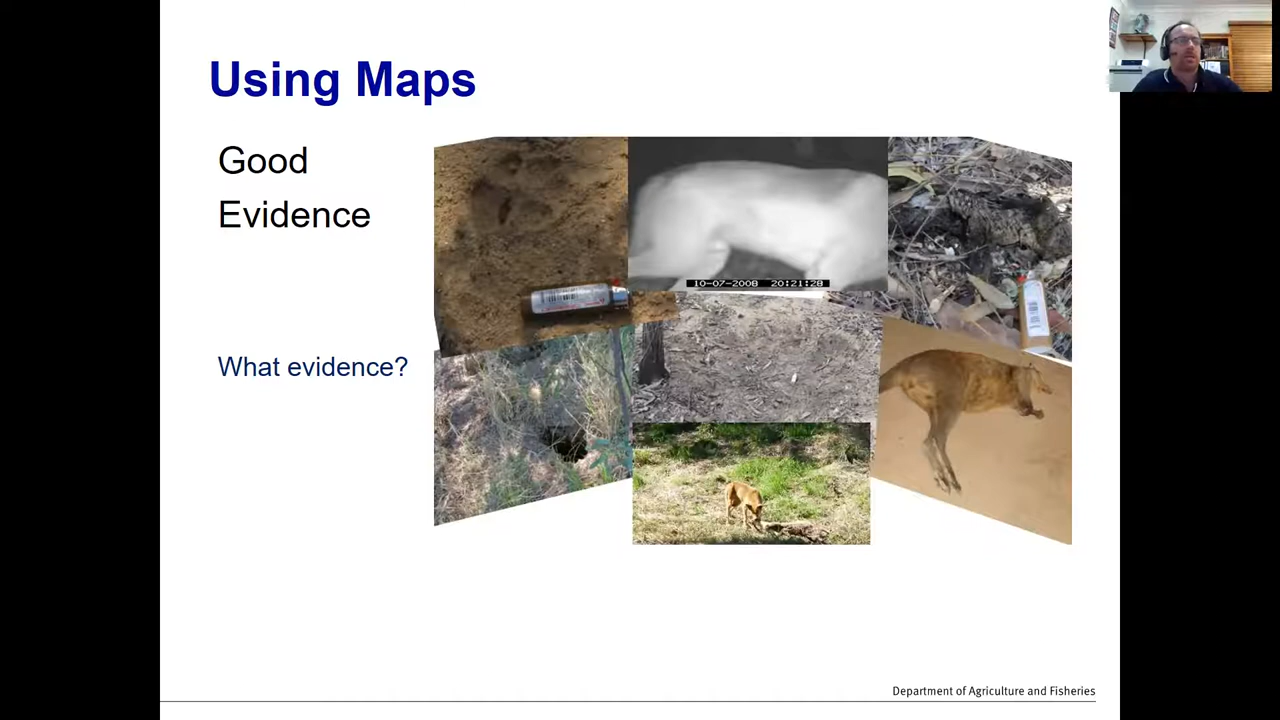 Using Maps
Good
Evidence
10-07-2008 20:21:28
What evidence?
Department of Agriculture and Fisheries